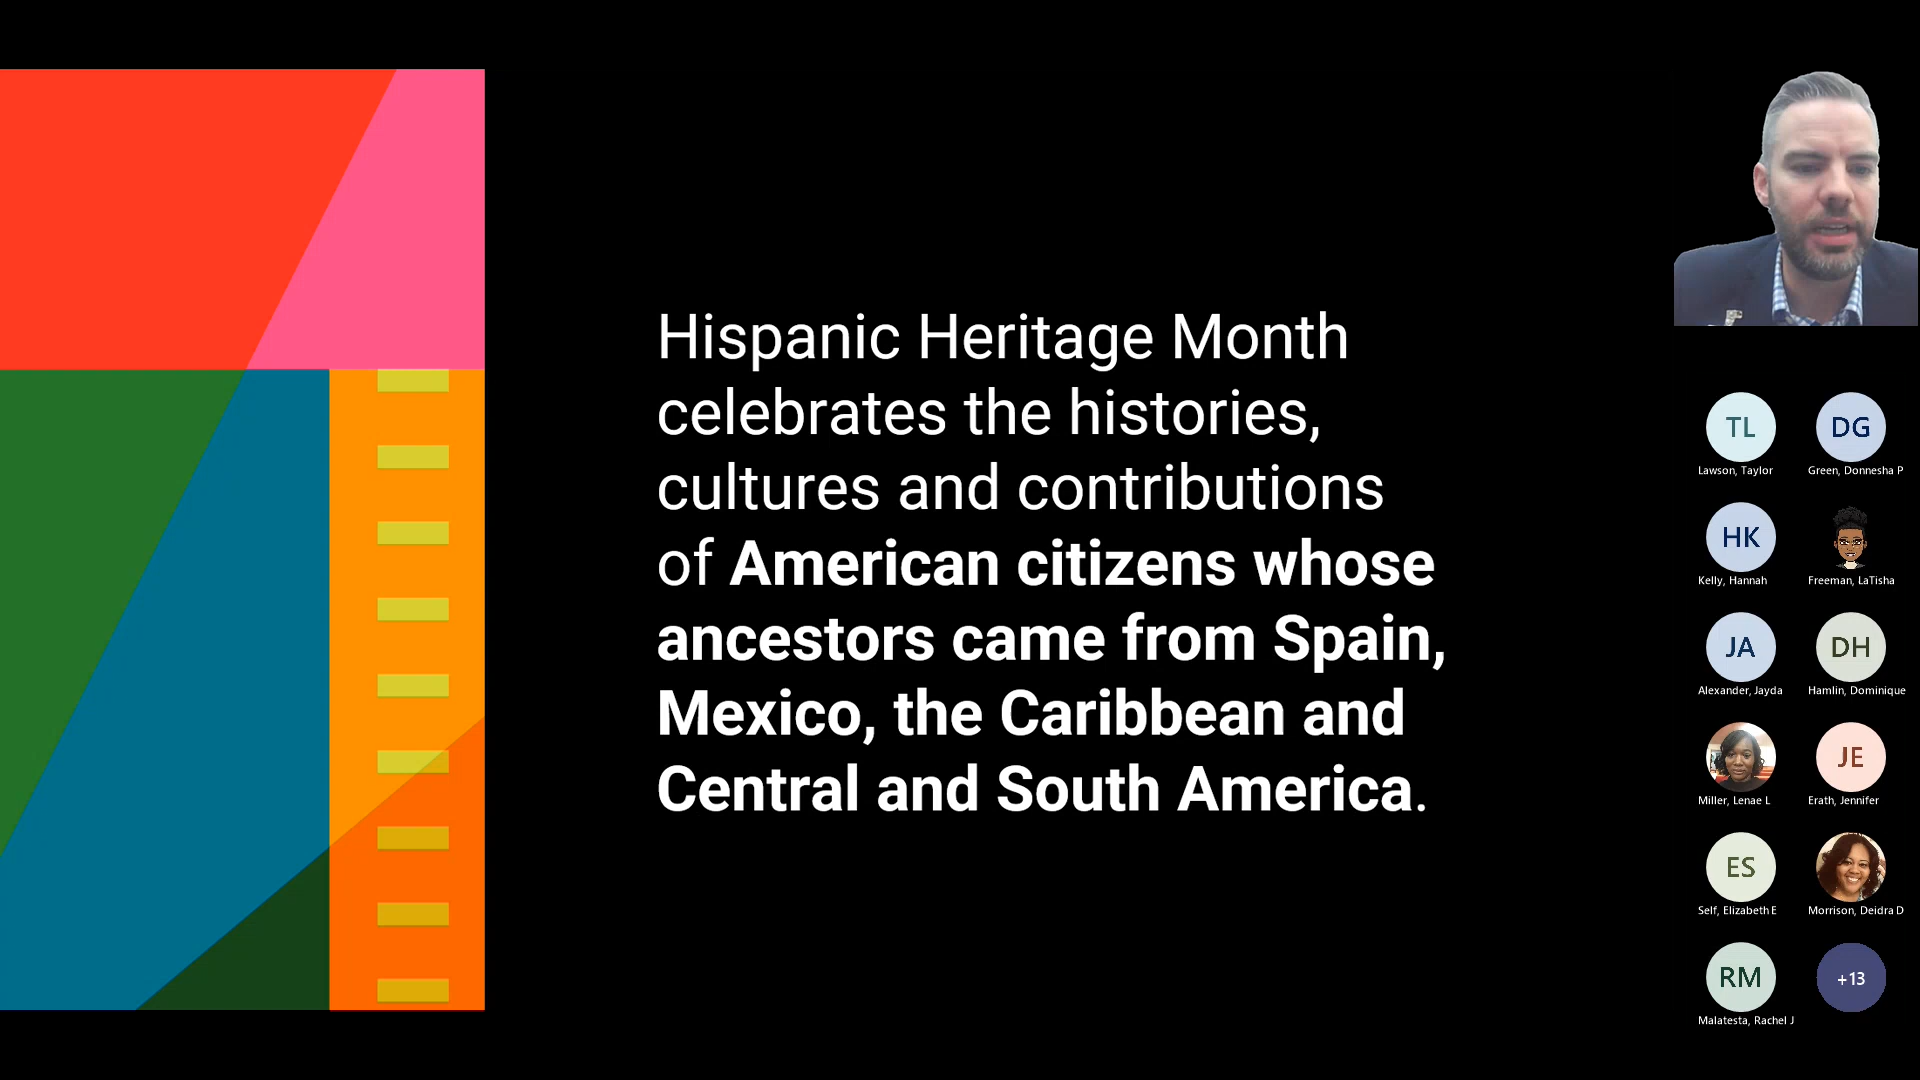 Hispanic Heritage Month
celebrates the histories,
cultures and contributions
of American citizens whose
ancestors came from Spain,
Mexico, the Caribbean and
Central and South America.
TL
Lawson, Taylor
DG
Green, Donnesha P
HK
Kelly, Hannah
Freeman, LaTisha
JA
Alexander, Jayda
DH
Hamlin, Dominique
Miller, Lenae L
JE
Erath, Jennifer
ES
Self, Elizabeth E
Morrison, Deidra D
RM
Malatesta, Rachel J
+13